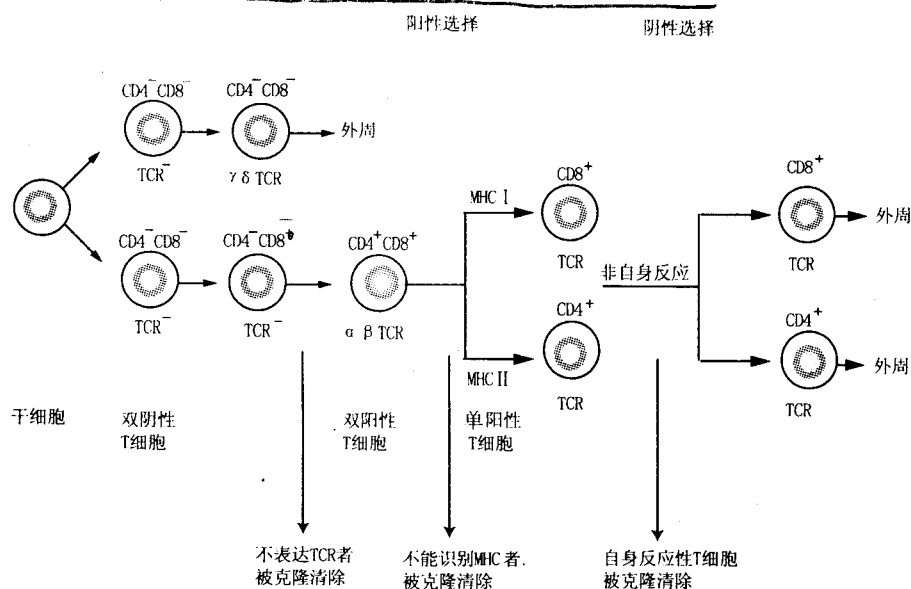 阳性选择 阴性选择
CD4⁻CD8⁻ CD4⁻CD8⁻
外周
TCR⁻ γδ TCR
CD8⁺ CD8⁺
MHC I
外周
CD4⁻CD8⁻ CD4⁻CD8 CD4⁺CD8⁺
TCR TCR
非自身反应
CD4⁺ CD4⁺
TCR⁻ TCR⁻ αβ TCR
外周
MHC II
TCR TCR
干细胞 双阴性 双阳性 单阳性
T细胞 T细胞 T细胞
不表达TCR者 不能识别MHC者. 自身反应性T细胞
被克隆清除 被克隆清除 被克隆清除